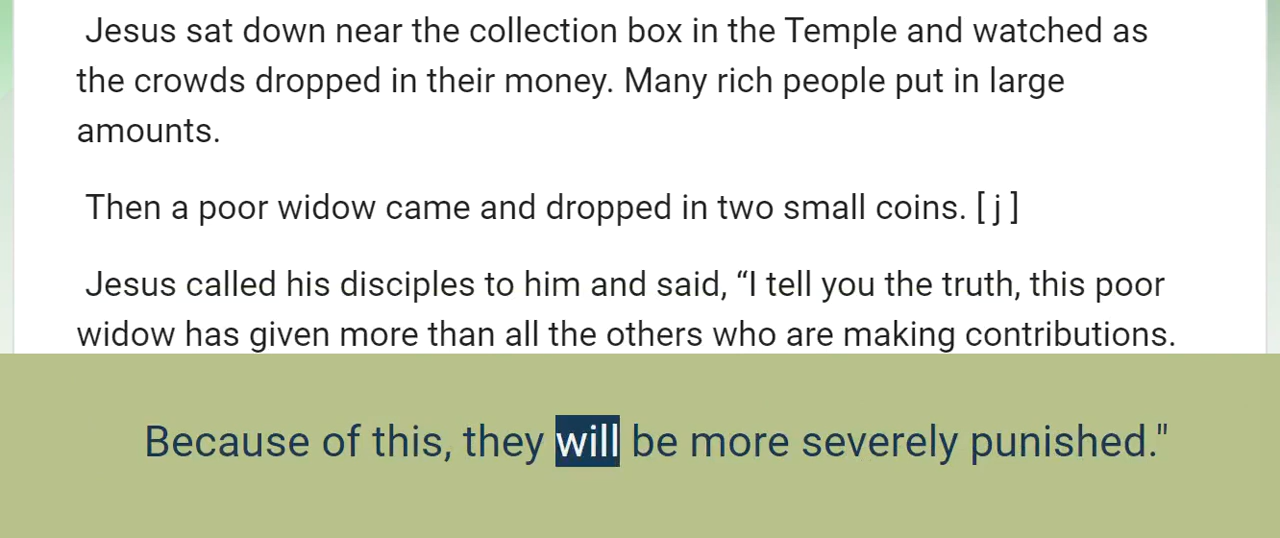 Jesus sat down near the collection box in the Temple and watched as
the crowds dropped in their money. Many rich people put in large
amounts.
Then a poor widow came and dropped in two small coins. [ j ]
Jesus called his disciples to him and said, “I tell you the truth, this poor
widow has given more than all the others who are making contributions.
Because of this, they will be more severely punished."